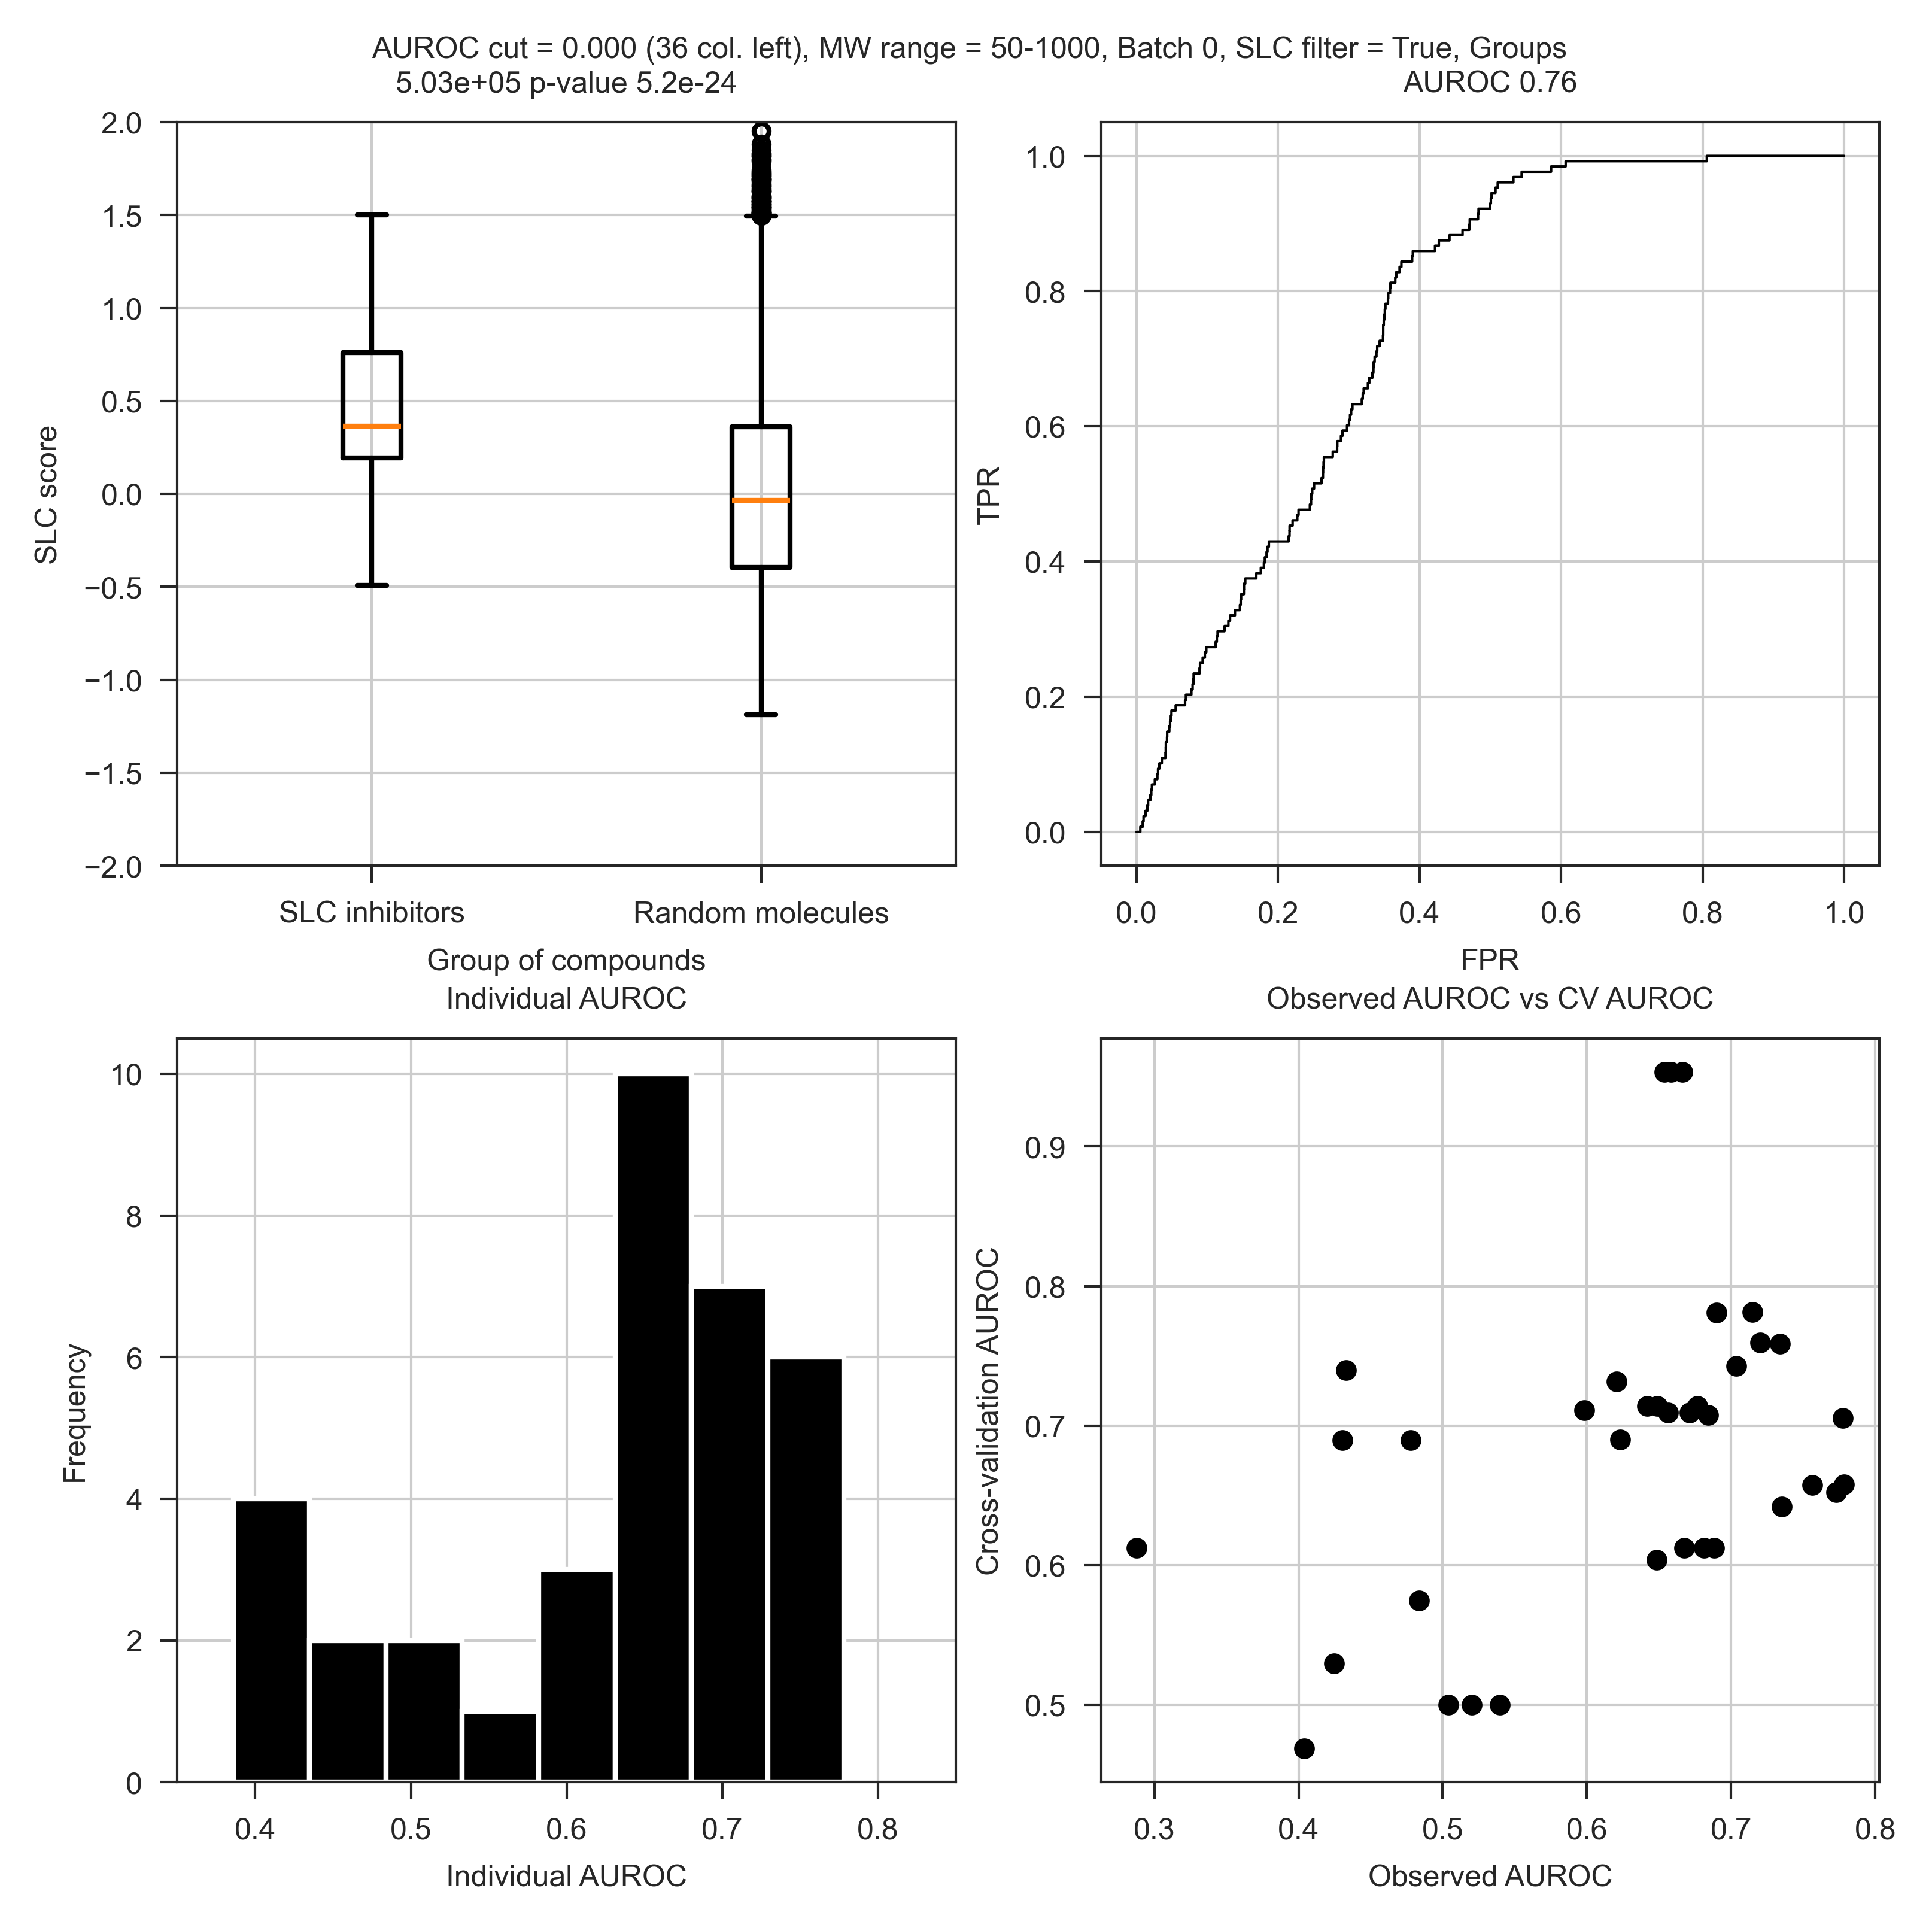 AUROC cut = 0.000 (36 col. left), MW range = 50-1000, Batch 0, SLC filter = True, Groups
5.03e+05 p-value 5.2e-24
2.0
1.5
1.0
0.5
0.0
−0.5
−1.0
−1.5
−2.0
SLC score
SLC inhibitors
Random molecules
Group of compounds
AUROC 0.76
1.0
0.8
0.6
0.4
0.2
0.0
TPR
0.0
0.2
0.4
0.6
0.8
1.0
FPR
Individual AUROC
10
8
6
4
2
0
Frequency
0.4
0.5
0.6
0.7
0.8
Individual AUROC
Observed AUROC vs CV AUROC
0.9
0.8
0.7
0.6
0.5
Cross-validation AUROC
0.3
0.4
0.5
0.6
0.7
0.8
Observed AUROC